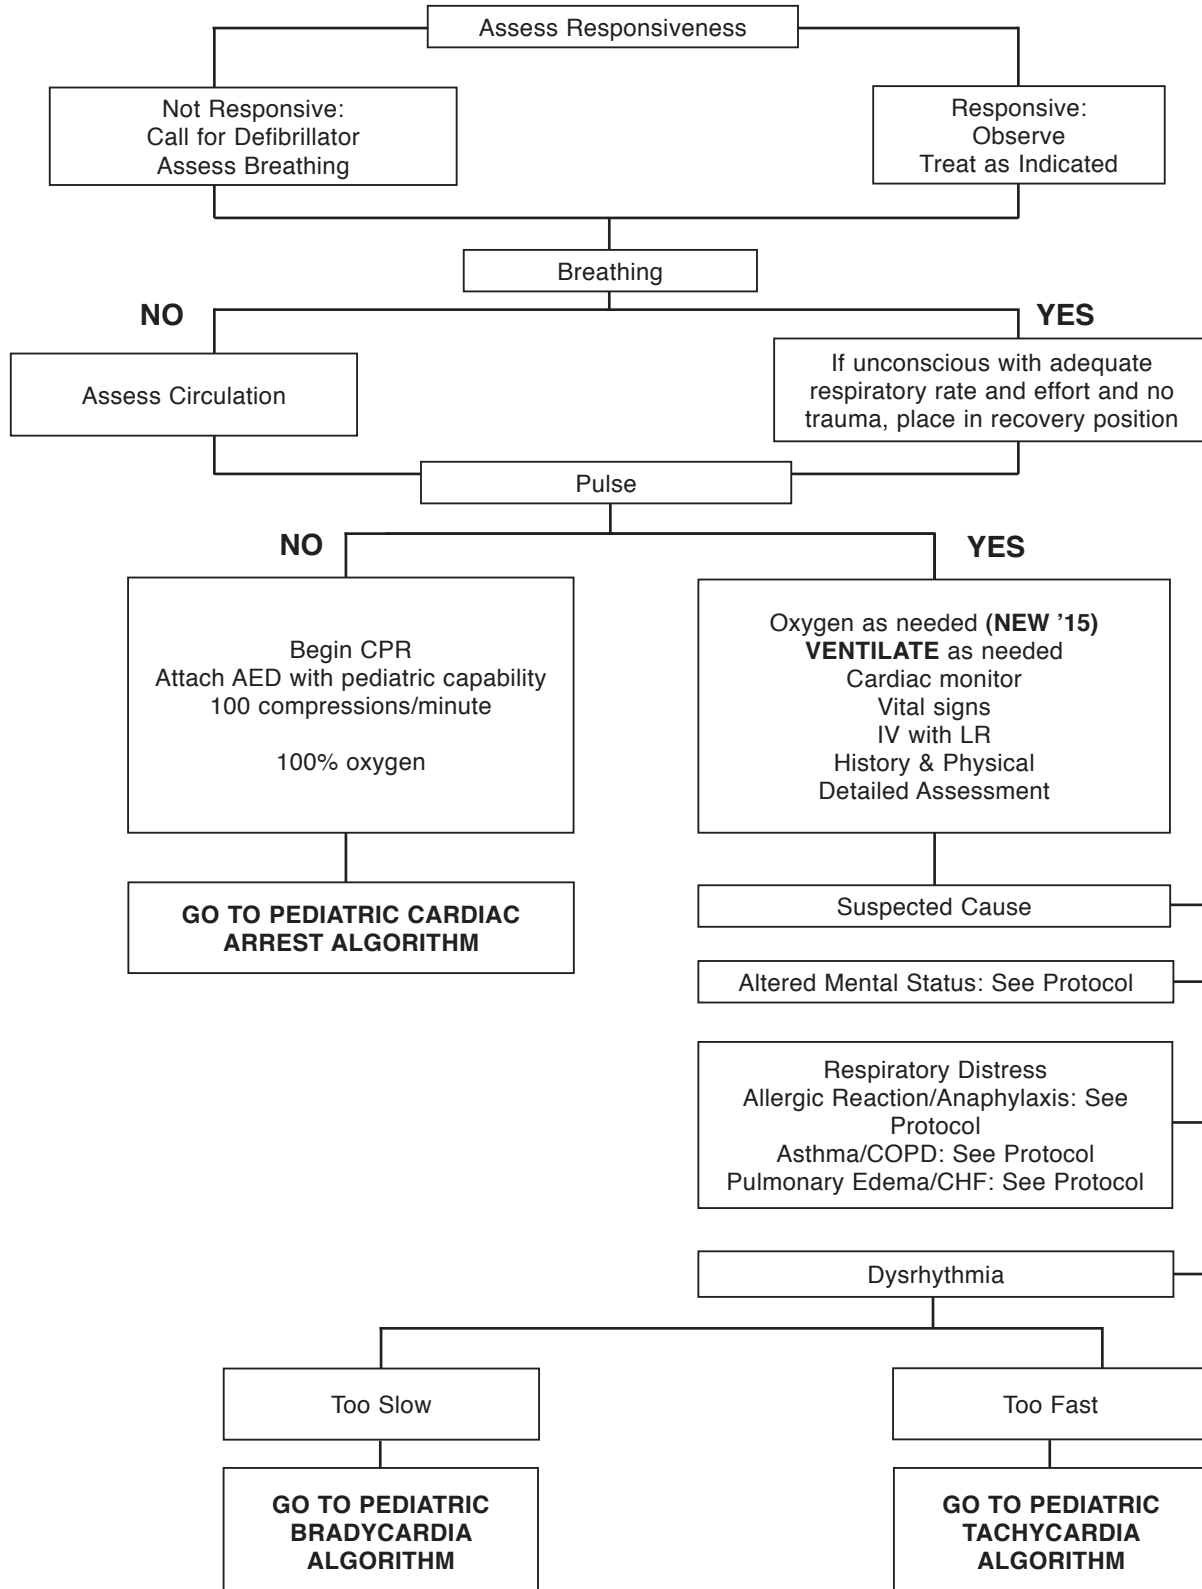 Assess Responsiveness
Not Responsive:
Call for Defibrillator
Assess Breathing
Responsive:
Observe
Treat as Indicated
Breathing
NO
YES
Assess Circulation
If unconscious with adequate
respiratory rate and effort and no
trauma, place in recovery position
Pulse
NO
YES
Begin CPR
Attach AED with pediatric capability
100 compressions/minute
100% oxygen
Oxygen as needed (NEW ’15)
VENTILATE as needed
Cardiac monitor
Vital signs
IV with LR
History & Physical
Detailed Assessment
GO TO PEDIATRIC CARDIAC
ARREST ALGORITHM
Suspected Cause
Altered Mental Status: See Protocol
Respiratory Distress
Allergic Reaction/Anaphylaxis: See
Protocol
Asthma/COPD: See Protocol
Pulmonary Edema/CHF: See Protocol
Dysrhythmia
Too Slow
Too Fast
GO TO PEDIATRIC
BRADYCARDIA
ALGORITHM
GO TO PEDIATRIC
TACHYCARDIA
ALGORITHM